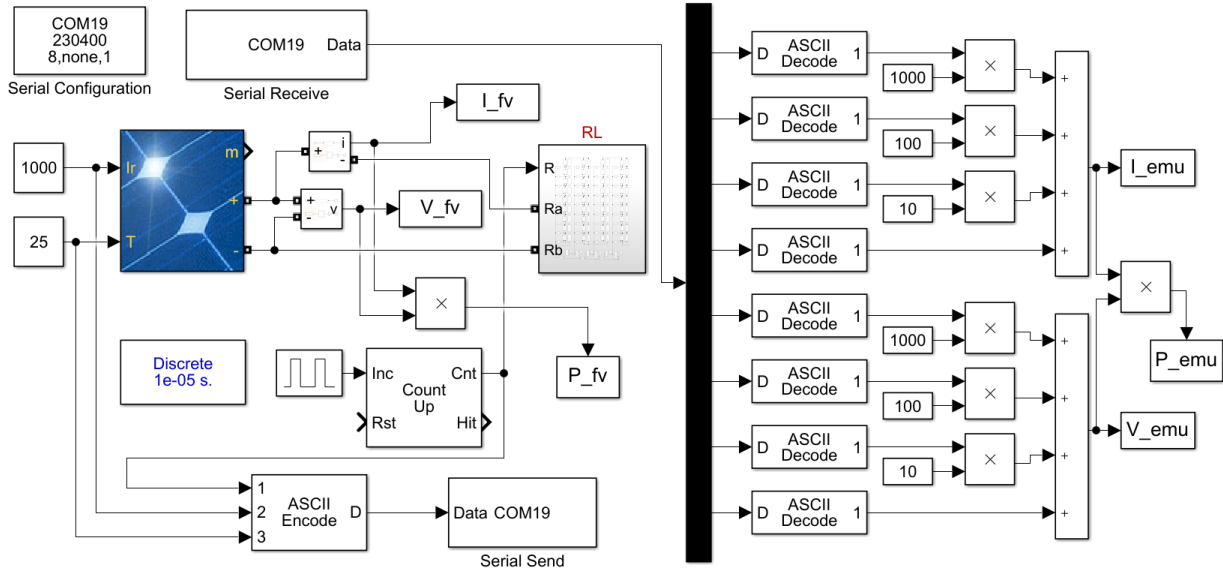 COM19
230400
8,none,1
Serial Configuration
COM19 Data
Serial Receive
1000
25
Ir
T
m
+
-
i
+
-
+
-
v
I_fv
V_fv
RL
R
Ra
Rb
×
P_fv
Discrete
1e-05 s.
Inc
Rst
Count
Up
Cnt
Hit
1
2
3
ASCII
Encode
D
Data COM19
Serial Send
D ASCII
Decode 1
1000
×
D ASCII
Decode 1
100
×
D ASCII
Decode 1
10
×
D ASCII
Decode 1
+
+
+
+
I_emu
D ASCII
Decode 1
1000
×
D ASCII
Decode 1
100
×
D ASCII
Decode 1
10
×
D ASCII
Decode 1
+
+
+
+
×
P_emu
V_emu